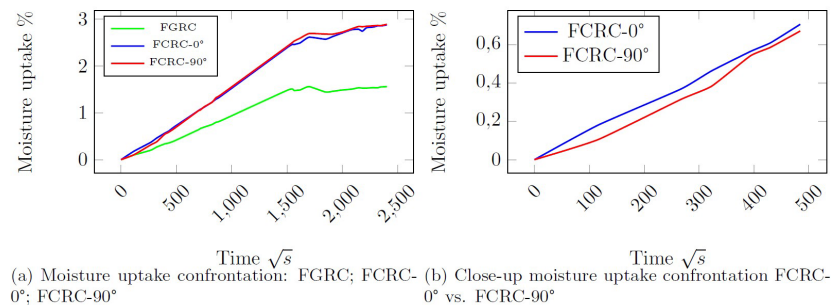 Moisture uptake %
3
2
1
0
FGRC
FCRC-0°
FCRC-90°
0
500
1,000
1,500
2,000
2,500
Time √s
(a) Moisture uptake confrontation: FGRC; FCRC-
0°; FCRC-90°
Moisture uptake %
0.6
0,4
0,2
0
FCRC-0°
FCRC-90°
0
100
200
300
400
500
Time √s
(b) Close-up moisture uptake confrontation FCRC-
0° vs. FCRC-90°